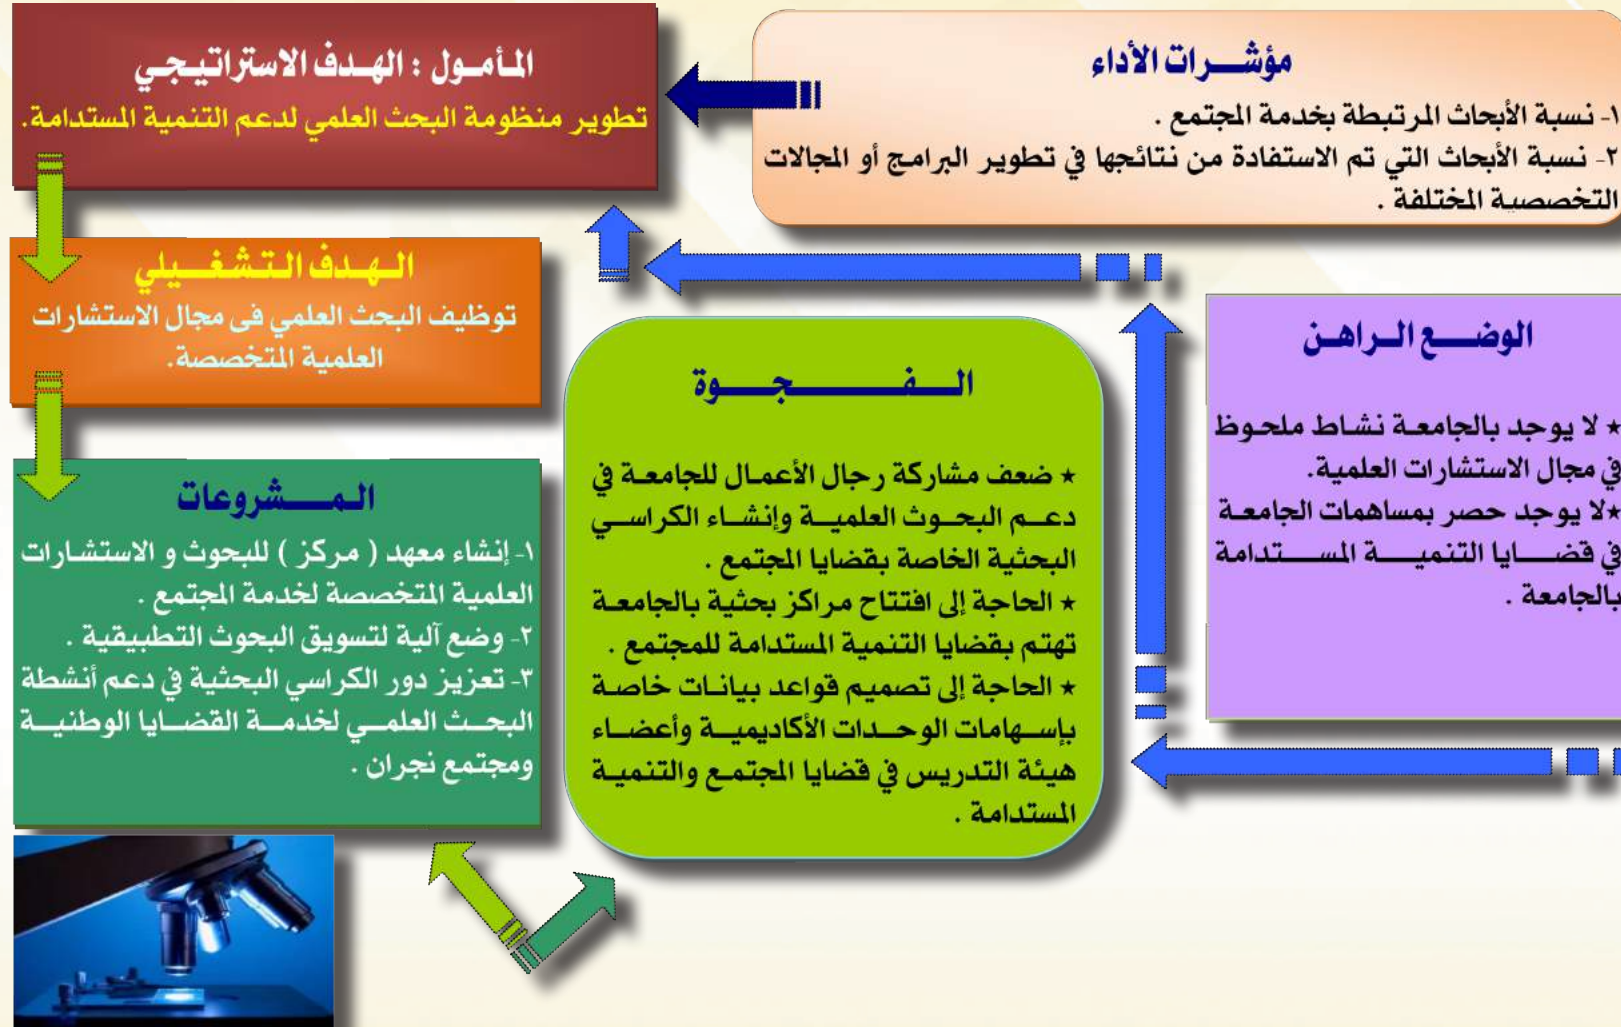 مؤشرات الأداء
١- نسبة الأبحاث المرتبطة بخدمة المجتمع .
٢- نسبة الأبحاث التي تم الاستفادة من نتائجها في تطوير البرامج أو المجالات
التخصصية المختلفة .
المأمول : الهدف الاستراتيجي
تطوير منظومة البحث العلمي لدعم التنمية المستدامة.
الهدف التشغيلي
توظيف البحث العلمي فى مجال الاستشارات
العلمية المتخصصة.
الوضع الراهن
* لا يوجد بالجامعة نشاط ملحوظ
في مجال الاستشارات العلمية.
*لا يوجد حصر بمساهمات الجامعة
في قضايا التنمية المستدامة
بالجامعة .
الفجوة
* ضعف مشاركة رجال الأعمال للجامعة في
دعم البحوث العلمية وإنشاء الكراسي
البحثية الخاصة بقضايا المجتمع .
* الحاجة إلى افتتاح مراكز بحثية بالجامعة
تهتم بقضايا التنمية المستدامة للمجتمع .
* الحاجة إلى تصميم قواعد بيانات خاصة
بإسهامات الوحدات الأكاديمية وأعضاء
هيئة التدريس في قضايا المجتمع والتنمية
المستدامة .
المشروعات
١- إنشاء معهد ( مركز ) للبحوث و الاستشارات
العلمية المتخصصة لخدمة المجتمع .
٢- وضع آلية لتسويق البحوث التطبيقية .
٣- تعزيز دور الكراسي البحثية في دعم أنشطة
البحث العلمي لخدمة القضايا الوطنية
ومجتمع نجران .